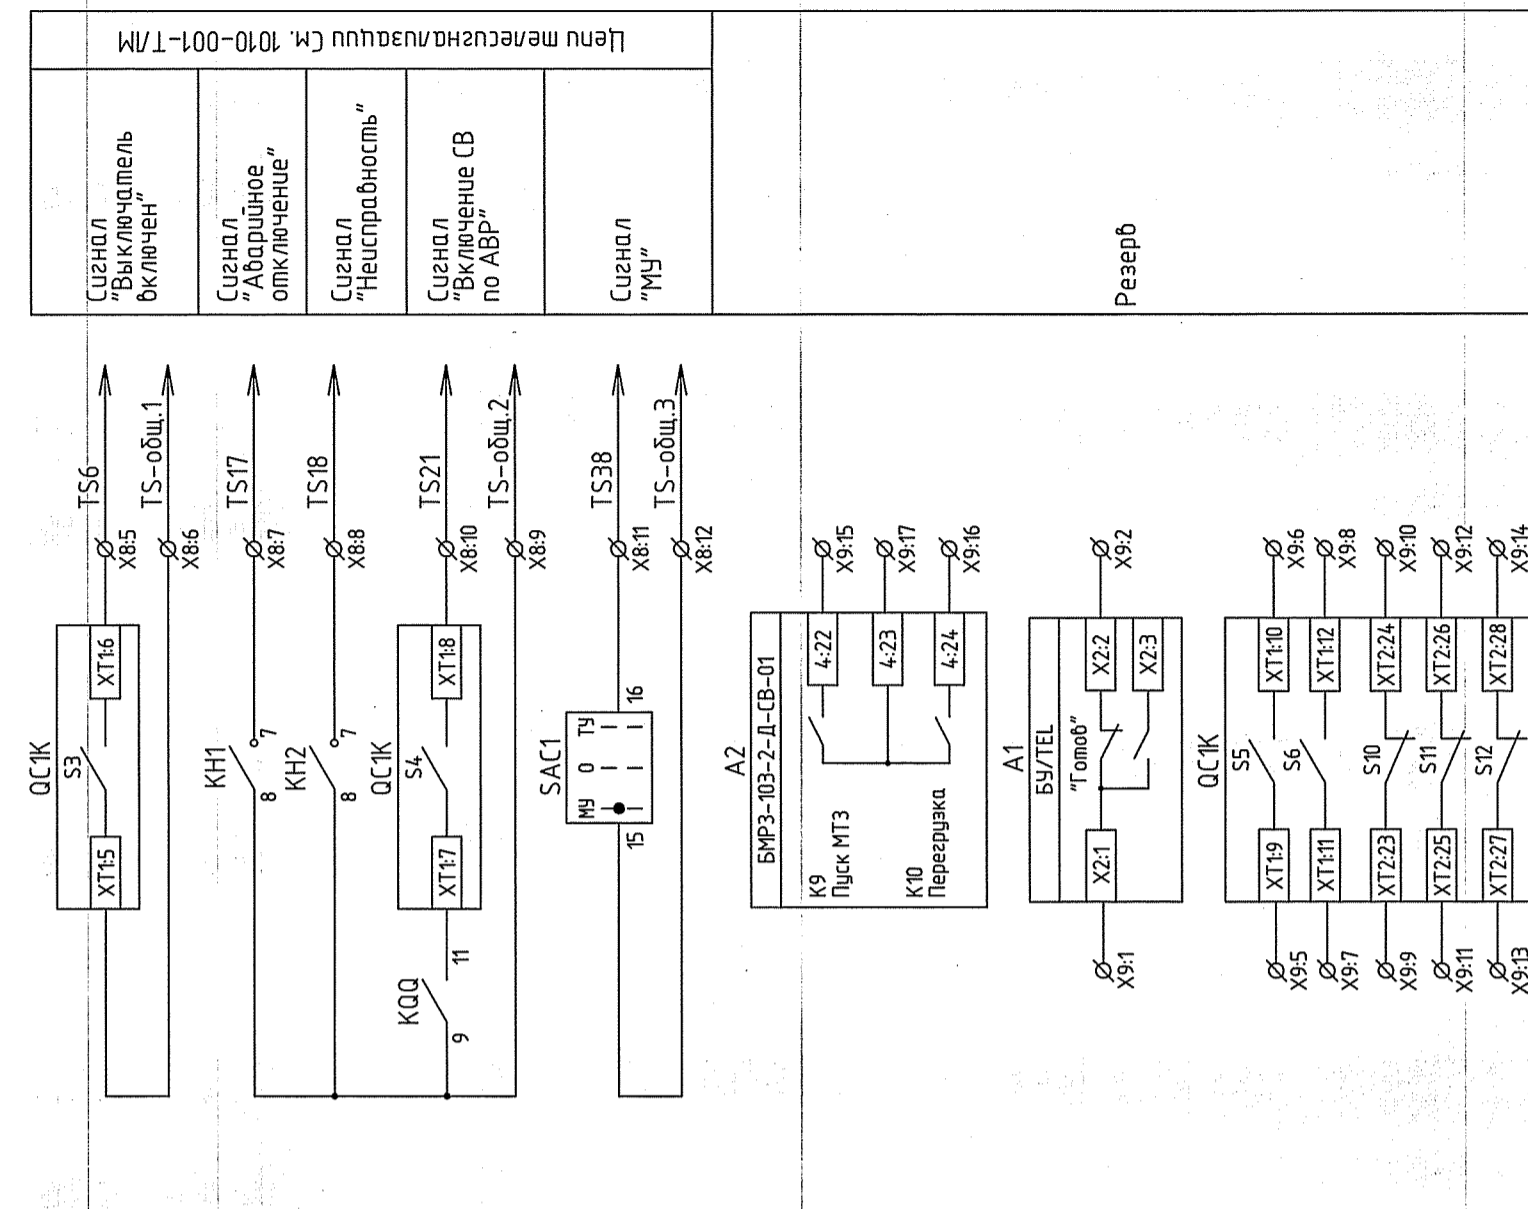 Цепи телесигнализации См. 1010-001-ТЛМ
Сигнал
"Выключатель
включен"
Сигнал
"Аварийное
отключение"
Сигнал
"Неисправность"
Сигнал
"Включение СВ
по АВР"
Сигнал
"МУ"
Резерв
TS6
TS-общ.1
TS17
TS18
TS21
TS-общ.2
TS38
TS-общ.3
X8:5
X8:6
X8:7
X8:8
X8:10
X8:9
X8:11
X8:12
QC1K
S3
XT1:5
XT1:6
KH1
8
7
KH2
8
7
QC1K
S4
XT1:7
XT1:8
KQQ
9
11
SAC1
МУ
О
ТУ
15
16
A2
БМРЗ-103-2-Д-СВ-01
K9
Пуск МТЗ
K10
Перегрузка
4:22
4:23
4:24
X9:15
X9:17
X9:16
A1
БУ/TEL
"Готов"
X2:1
X2:2
X2:3
X9:1
X9:2
QC1K
S5
XT1:9
XT1:10
X9:5
X9:6
S6
XT1:11
XT1:12
X9:7
X9:8
S10
XT2:23
XT2:24
X9:9
X9:10
S11
XT2:25
XT2:26
X9:11
X9:12
S12
XT2:27
XT2:28
X9:13
X9:14